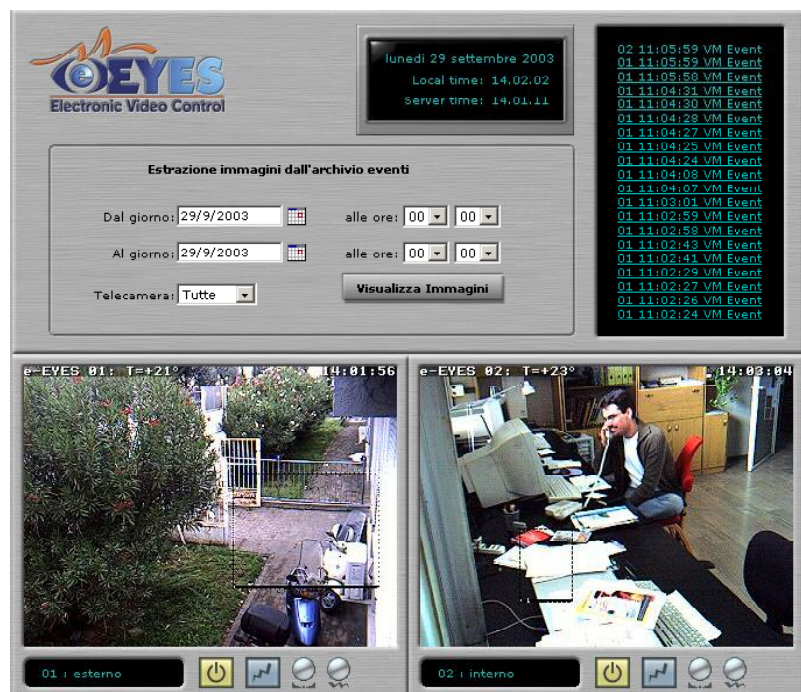 eEYES
Electronic Video Control
lunedì 29 settembre 2003
Local time: 14.02.02
Server time: 14.01.11
02 11:05:59 VM Event
01 11:05:59 VM Event
01 11:05:58 VM Event
01 11:04:31 VM Event
01 11:04:30 VM Event
01 11:04:28 VM Event
01 11:04:27 VM Event
01 11:04:25 VM Event
01 11:04:24 VM Event
01 11:04:08 VM Event
01 11:04:07 VM Event
01 11:03:01 VM Event
01 11:02:59 VM Event
01 11:02:58 VM Event
01 11:02:43 VM Event
01 11:02:41 VM Event
01 11:02:29 VM Event
01 11:02:27 VM Event
01 11:02:26 VM Event
01 11:02:24 VM Event
Estrazione immagini dall'archivio eventi
Dal giorno: 29/9/2003 alle ore: 00 00
Al giorno: 29/9/2003 alle ore: 00 00
Telecamera: Tutte Visualizza Immagini
e-EYES 01: T=+21° 14:01:56
e-EYES 02: T=+23° 14:03:04
01 : esterno
02 : interno